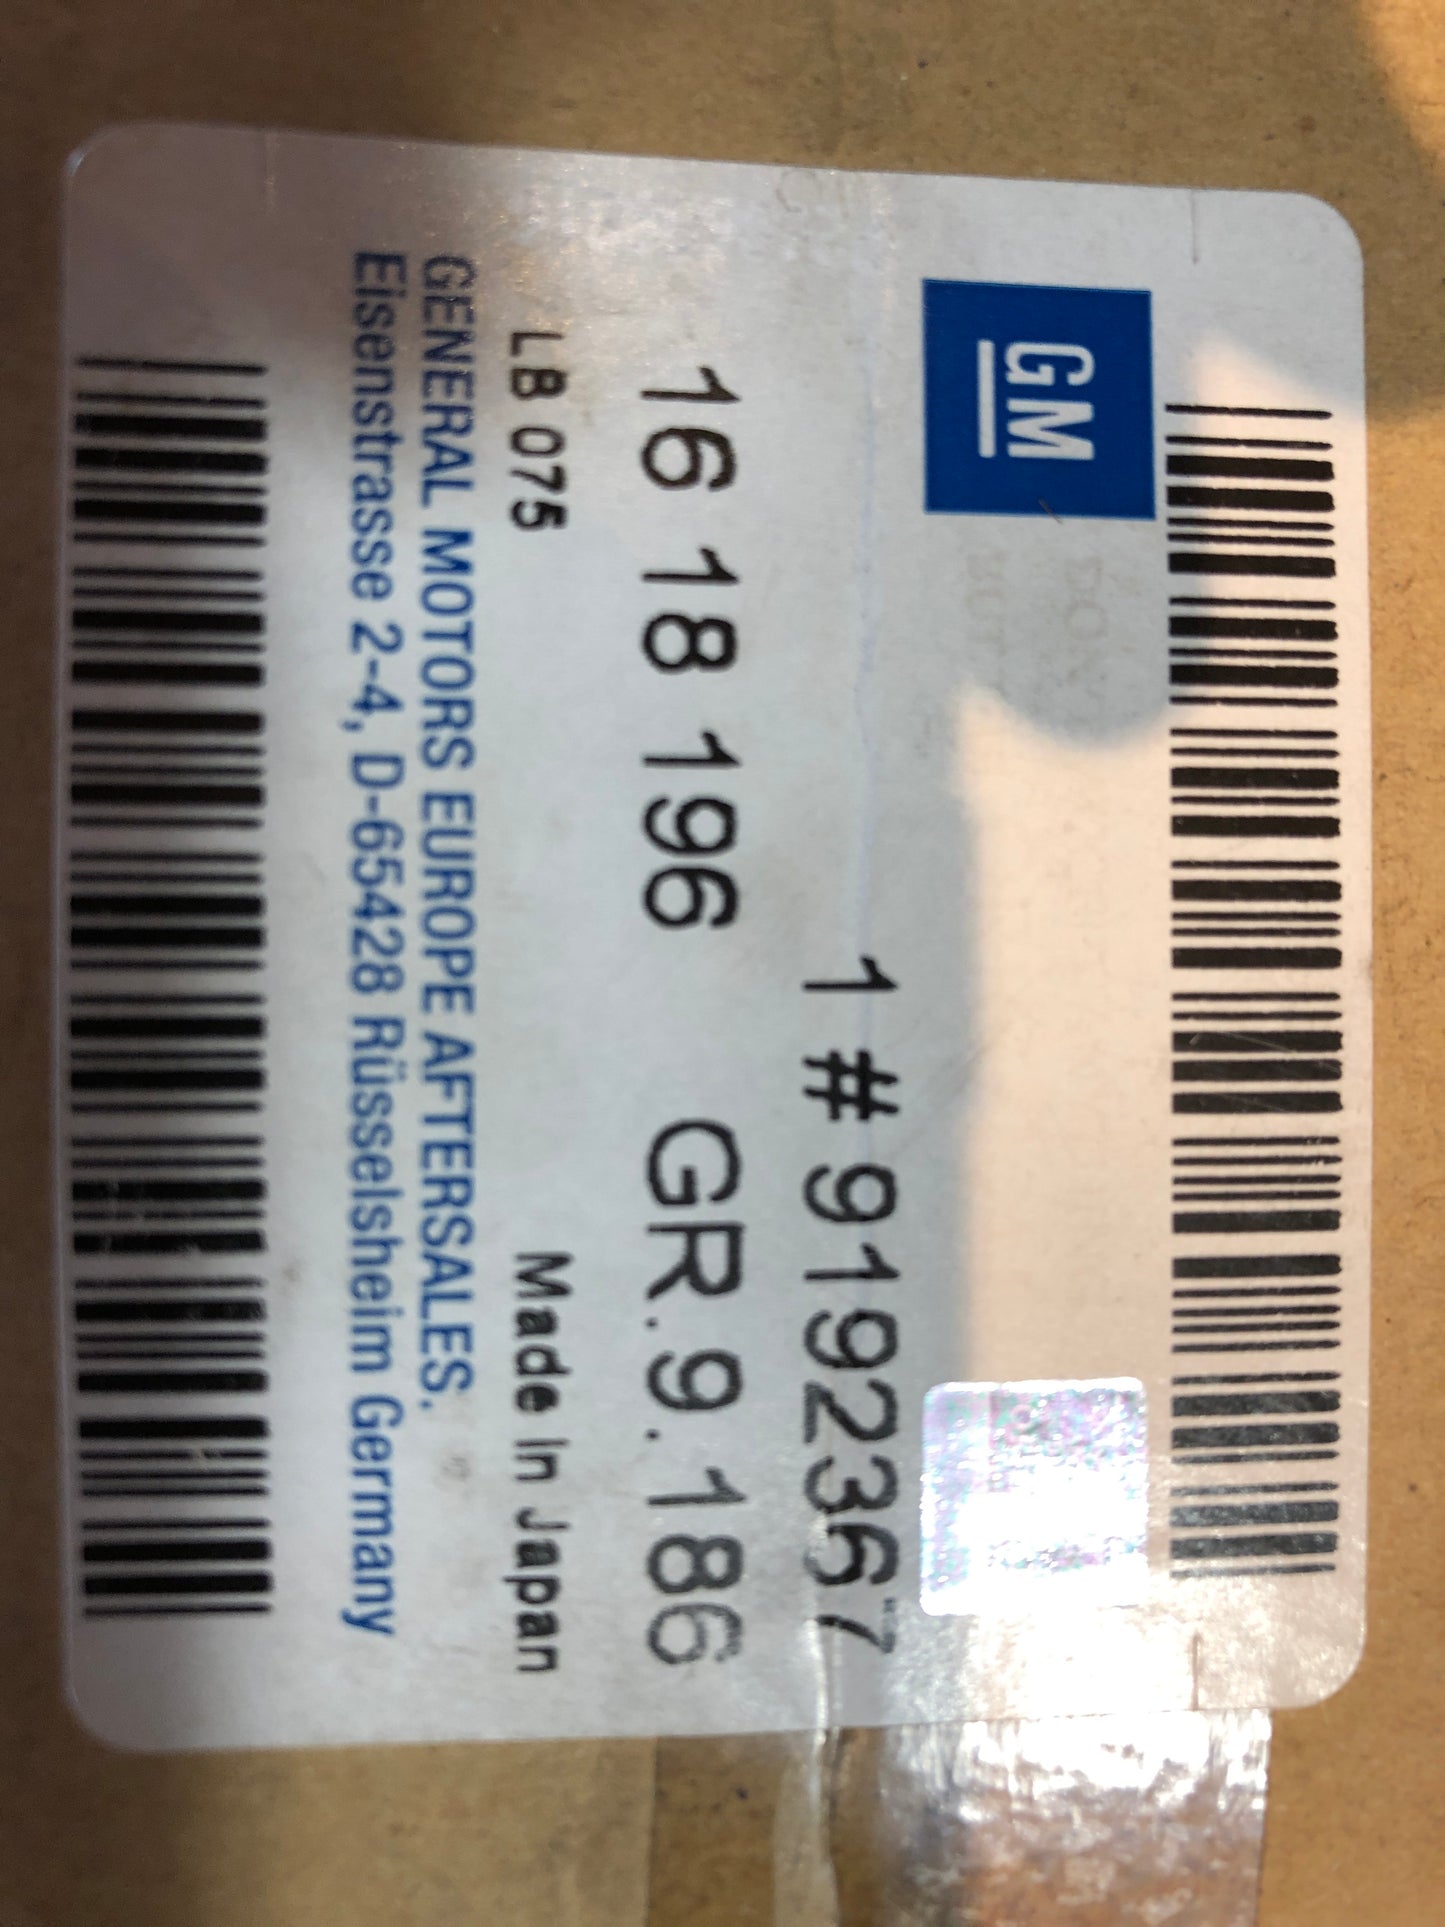 GM
1 # 9192367
16 18 196 GR.9.186
LB 075 Made In Japan
GENERAL MOTORS EUROPE AFTERSALES.
Eisenstrasse 2-4, D-65428 Rüsselsheim Germany